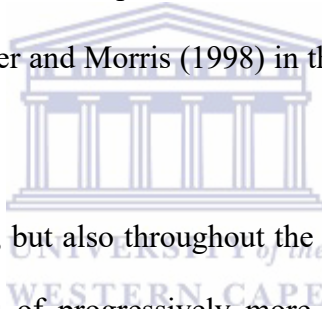 er and Morris (1998) in th
, but also throughout the
UNIVERSITY of the
WESTERN CAPE
of progressively more